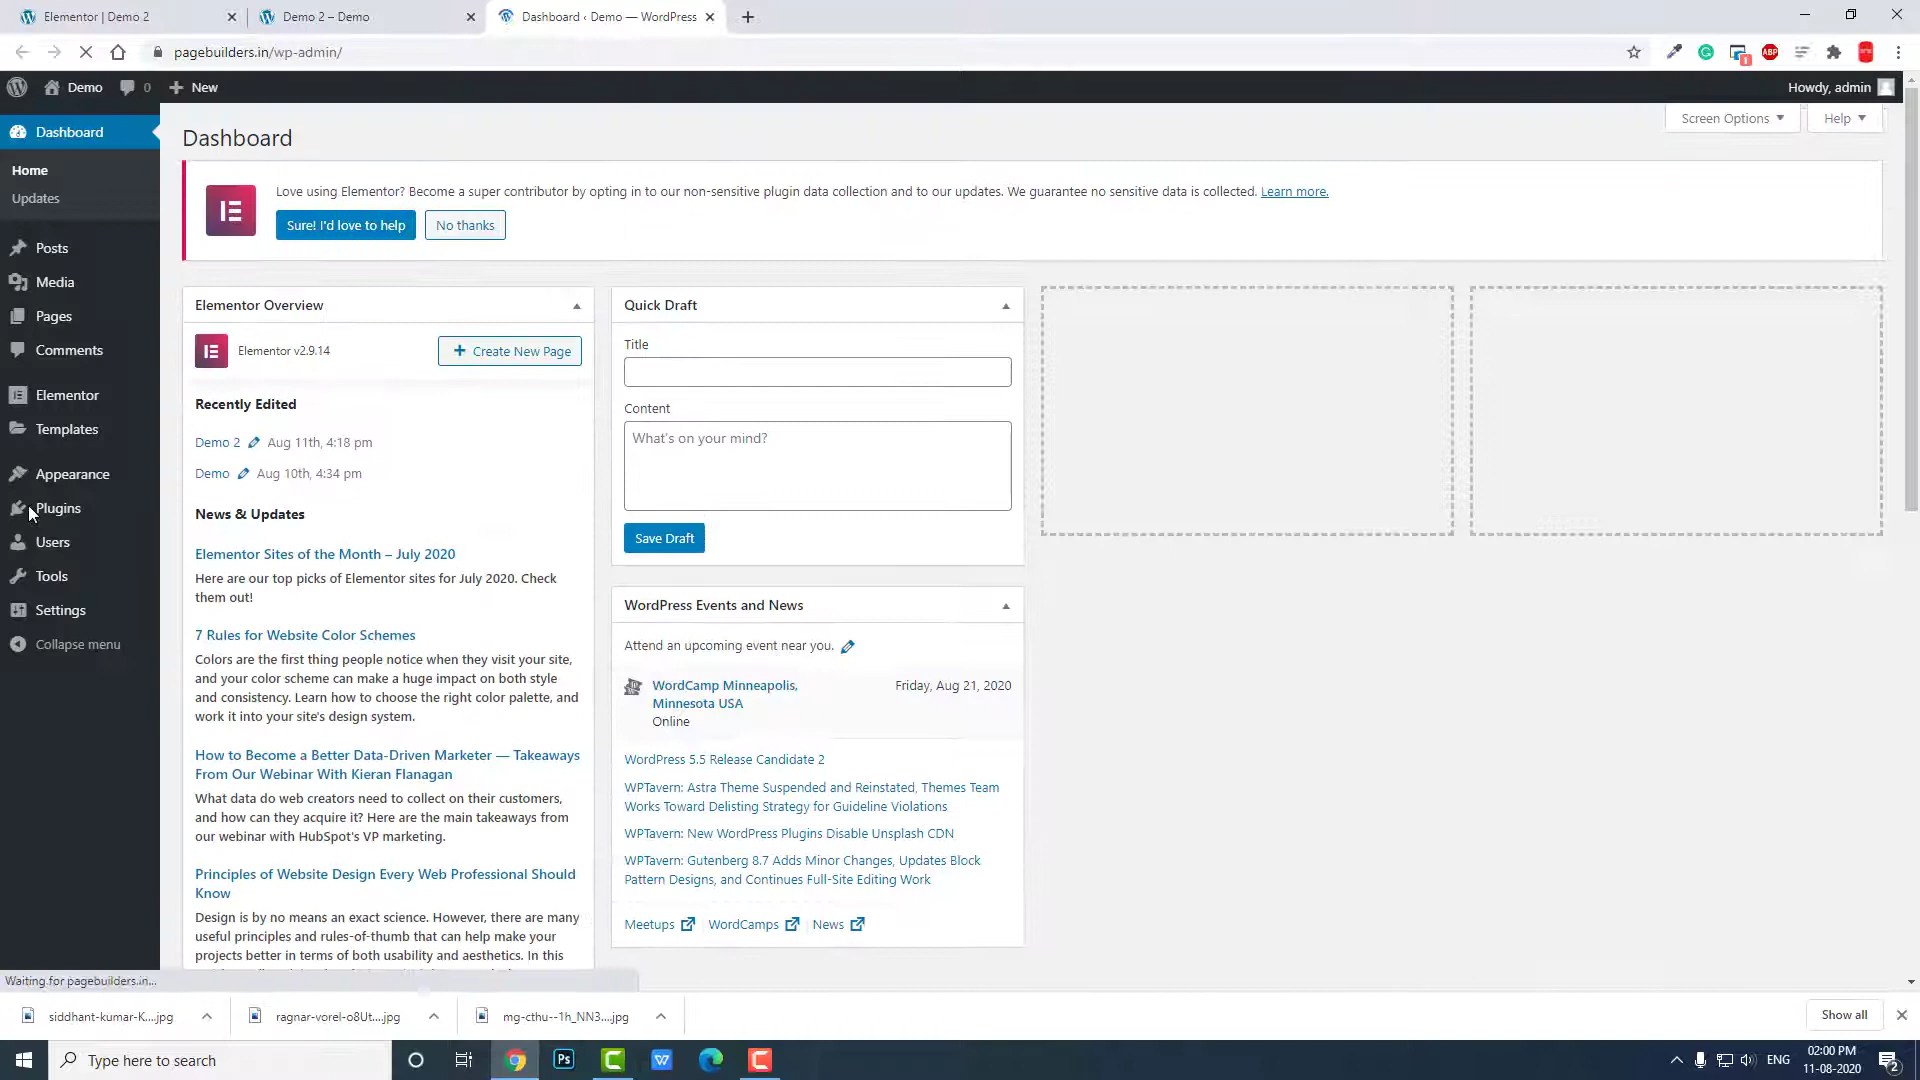 Elementor | Demo 2
Demo 2 – Demo
Dashboard ‹ Demo — WordPress
pagebuilders.in/wp-admin/
Demo
0
New
Howdy, admin
Dashboard
Home
Updates
Posts
Media
Pages
Comments
Elementor
Templates
Appearance
Plugins
Users
Tools
Settings
Collapse menu
Dashboard
Screen Options
Help
Love using Elementor? Become a super contributor by opting in to our non-sensitive plugin data collection and to our updates. We guarantee no sensitive data is collected. Learn more.
Sure! I'd love to help
No thanks
Elementor Overview
Elementor v2.9.14
Create New Page
Recently Edited
Demo 2 Aug 11th, 4:18 pm
Demo Aug 10th, 4:34 pm
News & Updates
Elementor Sites of the Month – July 2020
Here are our top picks of Elementor sites for July 2020. Check
them out!
7 Rules for Website Color Schemes
Colors are the first thing people notice when they visit your site,
and your color scheme can make a huge impact on both style
and consistency. Learn how to choose the right color palette, and
work it into your site's design system.
How to Become a Better Data-Driven Marketer — Takeaways
From Our Webinar With Kieran Flanagan
What data do web creators need to collect on their customers,
and how can they acquire it? Here are the main takeaways from
our webinar with HubSpot's VP marketing.
Principles of Website Design Every Web Professional Should
Know
Design is by no means an exact science. However, there are many
useful principles and rules-of-thumb that can help make your
projects better in terms of both usability and aesthetics. In this
Quick Draft
Title
Content
What's on your mind?
Save Draft
WordPress Events and News
Attend an upcoming event near you.
WordCamp Minneapolis,
Minnesota USA
Online
Friday, Aug 21, 2020
WordPress 5.5 Release Candidate 2
WPTavern: Astra Theme Suspended and Reinstated, Themes Team
Works Toward Delisting Strategy for Guideline Violations
WPTavern: New WordPress Plugins Disable Unsplash CDN
WPTavern: Gutenberg 8.7 Adds Minor Changes, Updates Block
Pattern Designs, and Continues Full-Site Editing Work
Meetups
WordCamps
News
Waiting for pagebuilders.in...
siddhant-kumar-K....jpg
ragnar-vorel-o8Ut....jpg
mg-cthu--1h_NN3....jpg
Show all
Type here to search
Ps
W
ENG
02:00 PM
11-08-2020
2
ABP
1